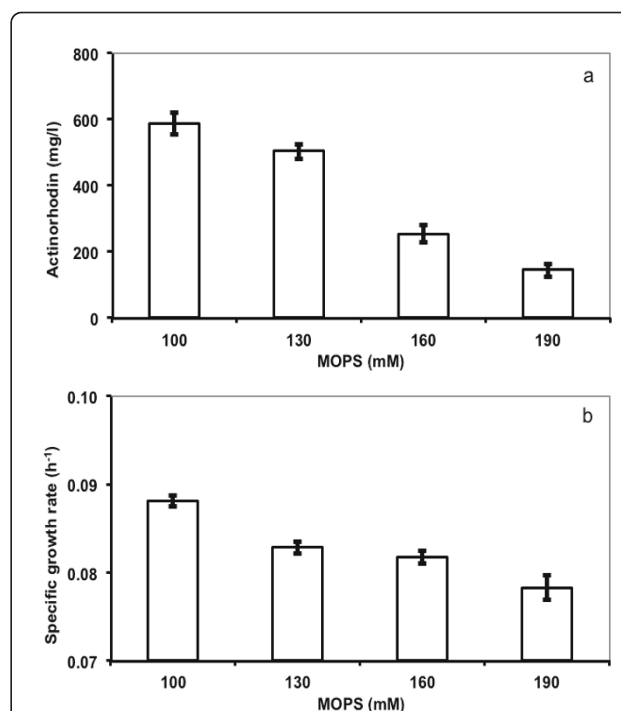 a
Actinorhodin (mg/l)
800
600
400
200
0
100 130 160 190
MOPS (mM)
b
Specific growth rate (h⁻¹)
0.10
0.09
0.08
0.07
100 130 160 190
MOPS (mM)